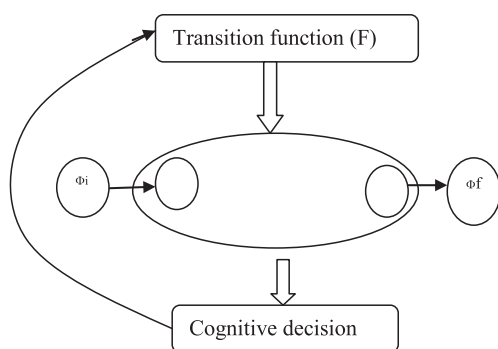 Transition function (F)
Φi
Φf
Cognitive decision